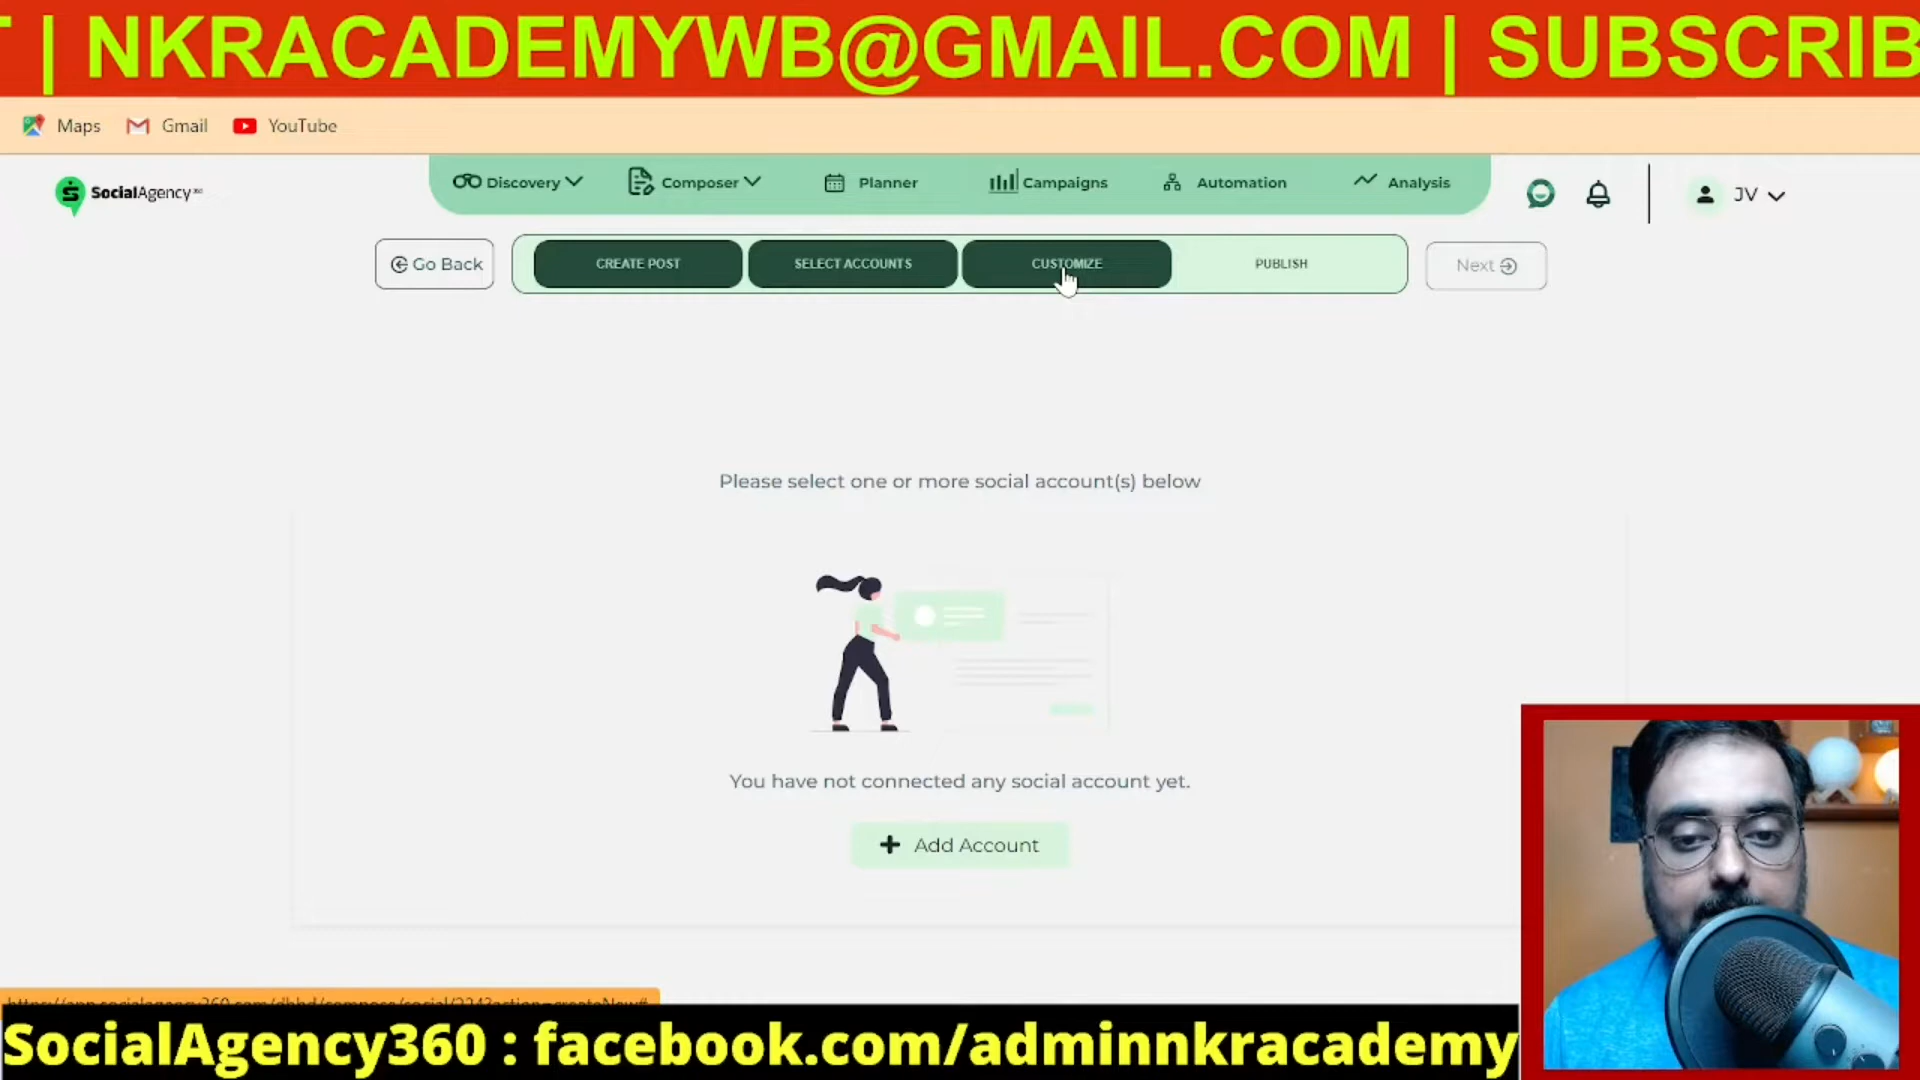 | NKRACADEMYWB@GMAIL.COM | SUBSCRIB
Maps Gmail YouTube
SocialAgency 360
Discovery Composer Planner Campaigns Automation Analysis JV
Go Back CREATE POST SELECT ACCOUNTS CUSTOMIZE PUBLISH Next
Please select one or more social account(s) below
You have not connected any social account yet.
+ Add Account
SocialAgency360 : facebook.com/adminnkracademy